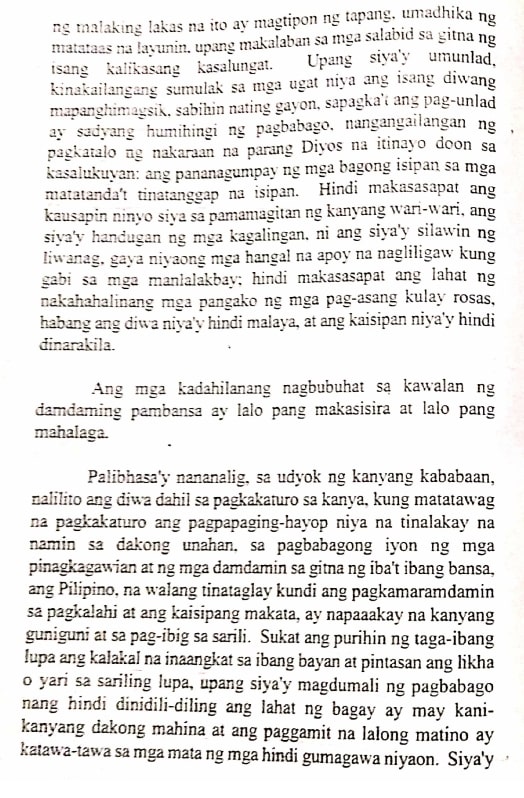 ng malaking lakas na ito ay magtipon ng tapang, umadhika ng
matataas na layunin, upang makalaban sa mga salabid sa gitna ng
isang kalikasang kasalungat. Upang siya'y umunlad,
kinakailangang sumulak sa mga ugat niya ang isang diwang
mapanghimagsik, sabihin nating gayon, sapagka't ang pag-unlad
ay sadyang humihingi ng pagbabago, nangangailangan ng
pagkatalo ng nakaraan na parang Diyos na itinayo doon sa
kasalukuyan: ang pananagumpay ng mga bagong isipan sa mga
matatanda't tinatanggap na isipan. Hindi makasasapat ang
kausapin ninyo siya sa pamamagitan ng kanyang wari-wari, ang
siya'y handugan ng mga kagalingan, ni ang siya'y silawin ng
liwanag, gaya niyaong mga hangal na apoy na nagliligaw kung
gabi sa mga manlalakbay; hindi makasasapat ang lahat ng
nakahahalinang mga pangako ng mga pag-asang kulay rosas,
habang ang diwa niya'y hindi malaya, at ang kaisipan niya'y hindi
dinarakila.
Ang mga kadahilanang nagbubuhat sa kawalan ng
damdaming pambansa ay lalo pang makasisira at lalo pang
mahalaga.
Palibhasa'y nananalig, sa udyok ng kanyang kababaan,
nalilito ang diwa dahil sa pagkakaturo sa kanya, kung matatawag
na pagkakaturo ang pagpapaging-hayop niya na tinalakay na
namin sa dakong unahan, sa pagbabagong iyon ng mga
pinagkagawian at ng mga damdamin sa gitna ng iba't ibang bansa,
ang Pilipino, na walang tinataglay kundi ang pagkamaramdamin
sa pagkalahi at ang kaisipang makata, ay napaaakay na kanyang
guniguni at sa pag-ibig sa sarili. Sukat ang purihin ng taga-ibang
lupa ang kalakal na inaangkat sa ibang bayan at pintasan ang likha
o yari sa sariling lupa, upang siya'y magdumali ng pagbabago
nang hindi dinidili-diling ang lahat ng bagay ay may kani-
kanyang dakong mahina at ang paggamit na lalong matino ay
katawa-tawa sa mga mata ng mga hindi gumagawa niyaon. Siya'y